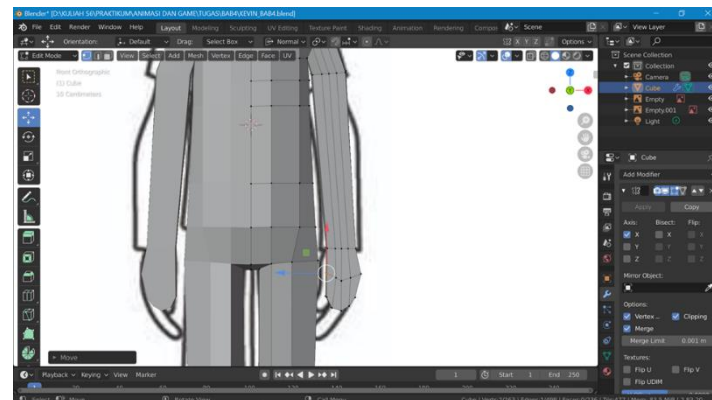 Blender* [D:\KULIAH S6\PRAKTIKUM\ANIMASI DAN GAME\TUGAS\BAB4\KEVIN_BAB4.blend]
File Edit Render Window Help Layout Modeling Sculpting UV Editing Texture Paint Shading Animation Rendering Scene View Layer
Orientation: Default Drag: Select Box Normal X Y Z Options
Edit Mode View Select Add Mesh Vertex Edge Face UV
Front Orthographic
(1) Cube
10 Centimeters
Scene Collection
Collection
Camera
Cube
Empty
Empty.001
Light
Cube
Add Modifier
Apply Copy
Axis: Bisect: Flip:
X X X
Y Y Y
Z Z Z
Mirror Object:
Options:
Vertex .. Clipping
Merge
Merge Limit 0.001 m
Textures:
Flip U Flip V
Flip UDIM
Move
Playback Keying View Marker 1 Start 1 End 250